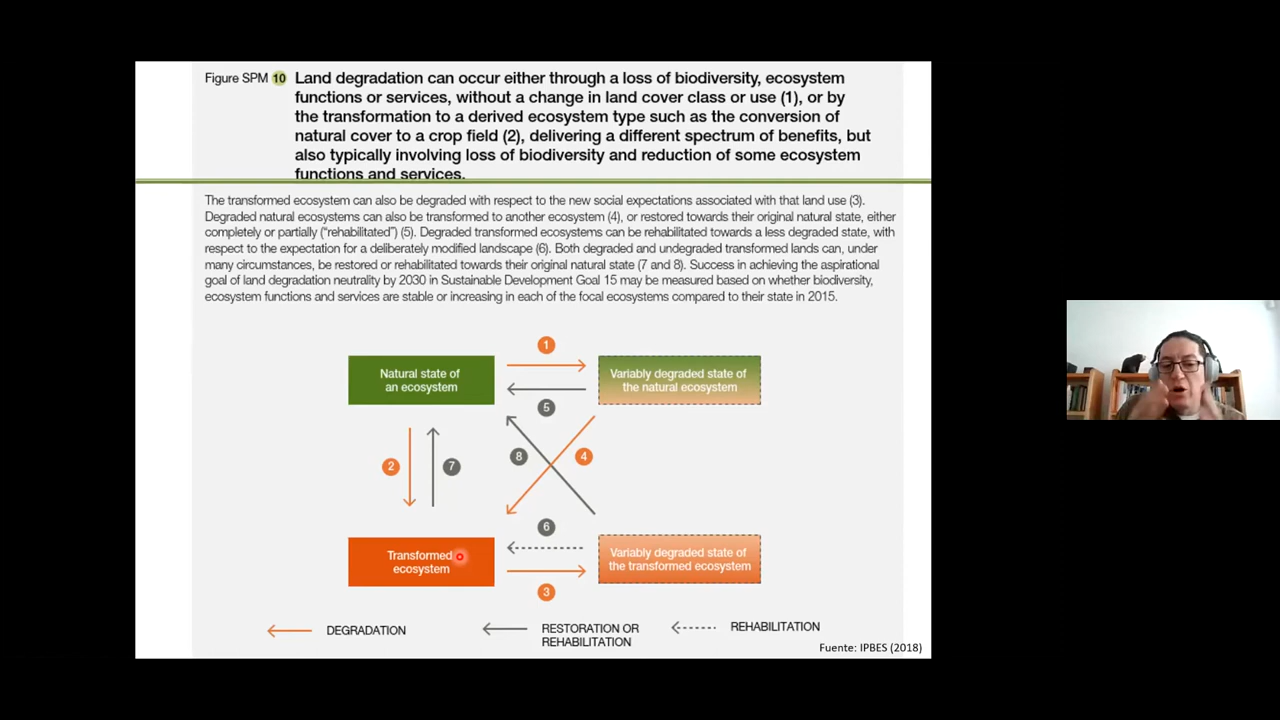 Figure SPM 10 Land degradation can occur either through a loss of biodiversity, ecosystem
functions or services, without a change in land cover class or use (1), or by
the transformation to a derived ecosystem type such as the conversion of
natural cover to a crop field (2), delivering a different spectrum of benefits, but
also typically involving loss of biodiversity and reduction of some ecosystem
functions and services.
The transformed ecosystem can also be degraded with respect to the new social expectations associated with that land use (3).
Degraded natural ecosystems can also be transformed to another ecosystem (4), or restored towards their original natural state, either
completely or partially (“rehabilitated”) (5). Degraded transformed ecosystems can be rehabilitated towards a less degraded state, with
respect to the expectation for a deliberately modified landscape (6). Both degraded and undegraded transformed lands can, under
many circumstances, be restored or rehabilitated towards their original natural state (7 and 8). Success in achieving the aspirational
goal of land degradation neutrality by 2030 in Sustainable Development Goal 15 may be measured based on whether biodiversity,
ecosystem functions and services are stable or increasing in each of the focal ecosystems compared to their state in 2015.
1
Natural state of
an ecosystem
Variably degraded state of
the natural ecosystem
5
8
4
2
7
6
Transformed
ecosystem
Variably degraded state of
the transformed ecosystem
3
DEGRADATION
RESTORATION OR
REHABILITATION
REHABILITATION
Fuente: IPBES (2018)